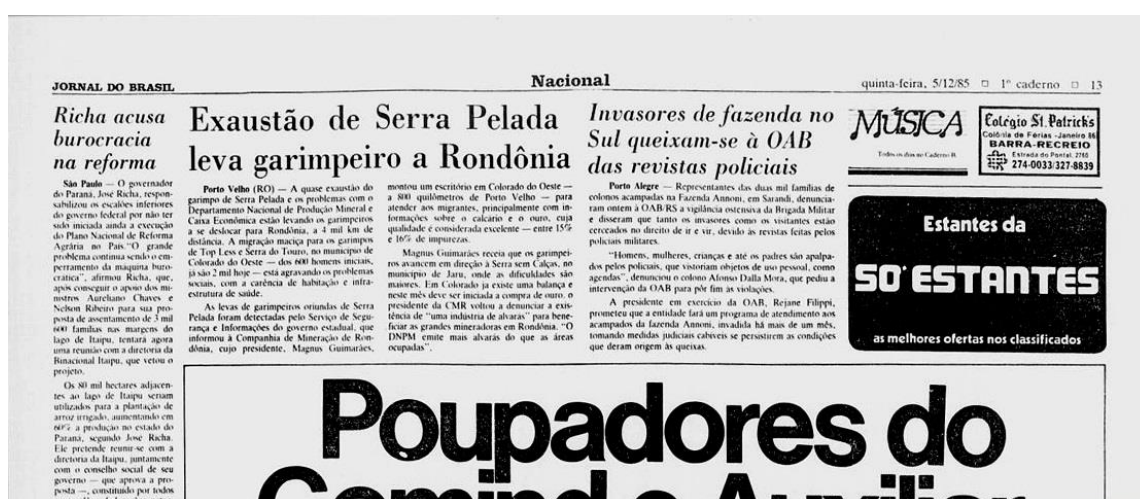 JORNAL DO BRASIL
Nacional
quinta-feira, 5/12/85 □ 1º caderno □ 13
Richa acusa
burocracia
na reforma
São Paulo — O governador
do Paraná, José Richa, respon-
sabilizou os escalões inferiores
do governo federal por não ter
sido iniciada ainda a execução
do Plano Nacional de Reforma
Agrária no País. "O grande
problema continua sendo o em-
perramento da máquina buro-
crática", afirmou Richa, que,
após conseguir o apoio dos mi-
nistros Aureliano Chaves e
Nelson Ribeiro para sua pro-
posta de assentamento de 3 mil
600 famílias nas margens do
lago de Itaipu, tentará agora
uma reunião com a diretoria da
Binacional Itaipu, que vetou o
projeto.
Os 80 mil hectares adjacen-
tes ao lago de Itaipu seriam
utilizados para a plantação de
arroz irrigado, aumentando em
60% a produção no estado do
Paraná, segundo José Richa.
Ele pretende reunir-se com a
diretoria da Itaipu, juntamente
com o conselho social de seu
governo — que aprova a pro-
posta —, constituído por todos
Exaustão de Serra Pelada
leva garimpeiro a Rondônia
Porto Velho (RO) — A quase exaustão do
garimpo de Serra Pelada e os problemas com o
Departamento Nacional de Produção Mineral e
Caixa Econômica estão levando os garimpeiros
a se deslocar para Rondônia, a 4 mil km de
distância. A migração maciça para os garimpos
de Top Less e Serra do Touro, no município de
Colorado do Oeste — dos 600 homens iniciais,
já são 2 mil hoje — está agravando os problemas
sociais, com a carência de habitação e infra-
estrutura de saúde.
As levas de garimpeiros oriundas de Serra
Pelada foram detectadas pelo Serviço de Segu-
rança e Informações do governo estadual, que
informou à Companhia de Mineração de Ron-
dônia, cujo presidente, Magnus Guimarães,
montou um escritório em Colorado do Oeste —
a 800 quilômetros de Porto Velho — para
atender aos migrantes, principalmente com in-
formações sobre o calcário e o ouro, cuja
qualidade é considerada excelente — entre 15%
e 16% de impurezas.
Magnus Guimarães receia que os garimpei-
ros avancem em direção à Serra sem Calças, no
município de Jaru, onde as dificuldades são
maiores. Em Colorado já existe uma balança e
neste mês deve ser iniciada a compra de ouro. o
presidente da CMR voltou a denunciar a exis-
tência de "uma indústria de alvarás" para bene-
ficiar as grandes mineradoras em Rondônia. "O
DNPM emite mais alvarás do que as áreas
ocupadas".
Invasores de fazenda no
Sul queixam-se à OAB
das revistas policiais
Porto Alegre — Representantes das duas mil famílias de
colonos acampadas na Fazenda Annoni, em Sarandi, denuncia-
ram ontem à OAB/RS a vigilância ostensiva da Brigada Militar
e disseram que tanto os invasores como os visitantes estão
cerceados no direito de ir e vir, devido às revistas feitas pelos
policiais militares.
"Homens, mulheres, crianças e até os padres são apalpa-
dos pelos policiais, que vistoriam objetos de uso pessoal, como
agendas", denunciou o colono Afonso Dalla Mora, que pediu a
intervenção da OAB para pôr fim às violações.
A presidente em exercício da OAB, Rejane Filippi,
prometeu que a entidade fará um programa de atendimento aos
acampados da fazenda Annoni, invadida há mais de um mês,
tomando medidas judiciais cabíveis se persistirem as condições
que deram origem às queixas.
MÚSICA
Todos os dias no Caderno B
Colégio St. Patrick's
Colônia de Férias - Janeiro 86
BARRA-RECREIO
Estrada do Pontal, 2765
274-0033/327-8839
Estantes da
SÓ ESTANTES
as melhores ofertas nos classificados
Poupadores do
Comind e Auxiliar